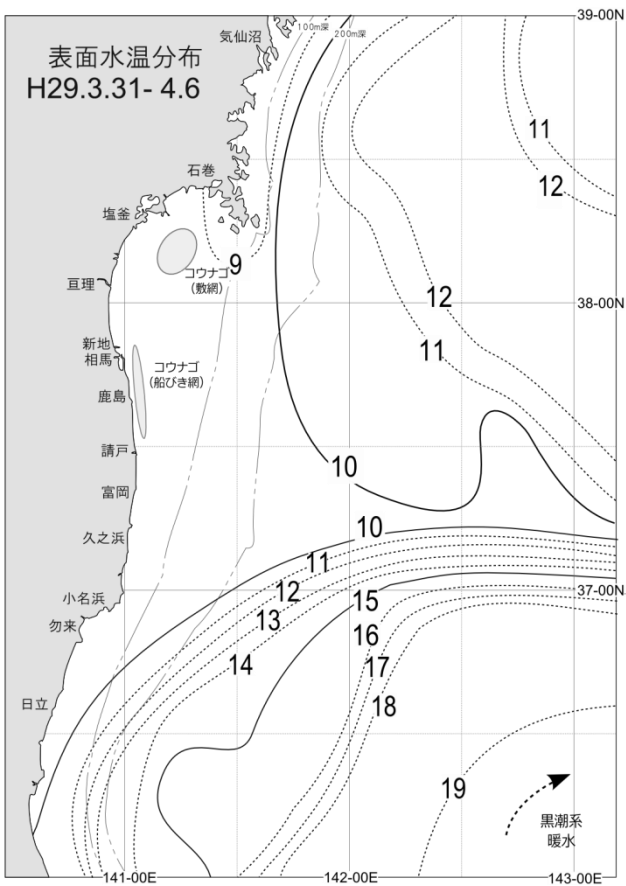 39-00N
気仙沼
100m深
200m深
表面水温分布
H29.3.31- 4.6
11
12
石巻
塩釜
9
コウナゴ
(敷網)
亘理
12
38-00N
新地
相馬
11
コウナゴ
(船びき網)
鹿島
請戸
10
富岡
10
久之浜
11
12
37-00N
小名浜
15
13
勿来
16
14
17
日立
18
19
黒潮系
暖水
141-00E
142-00E
143-00E